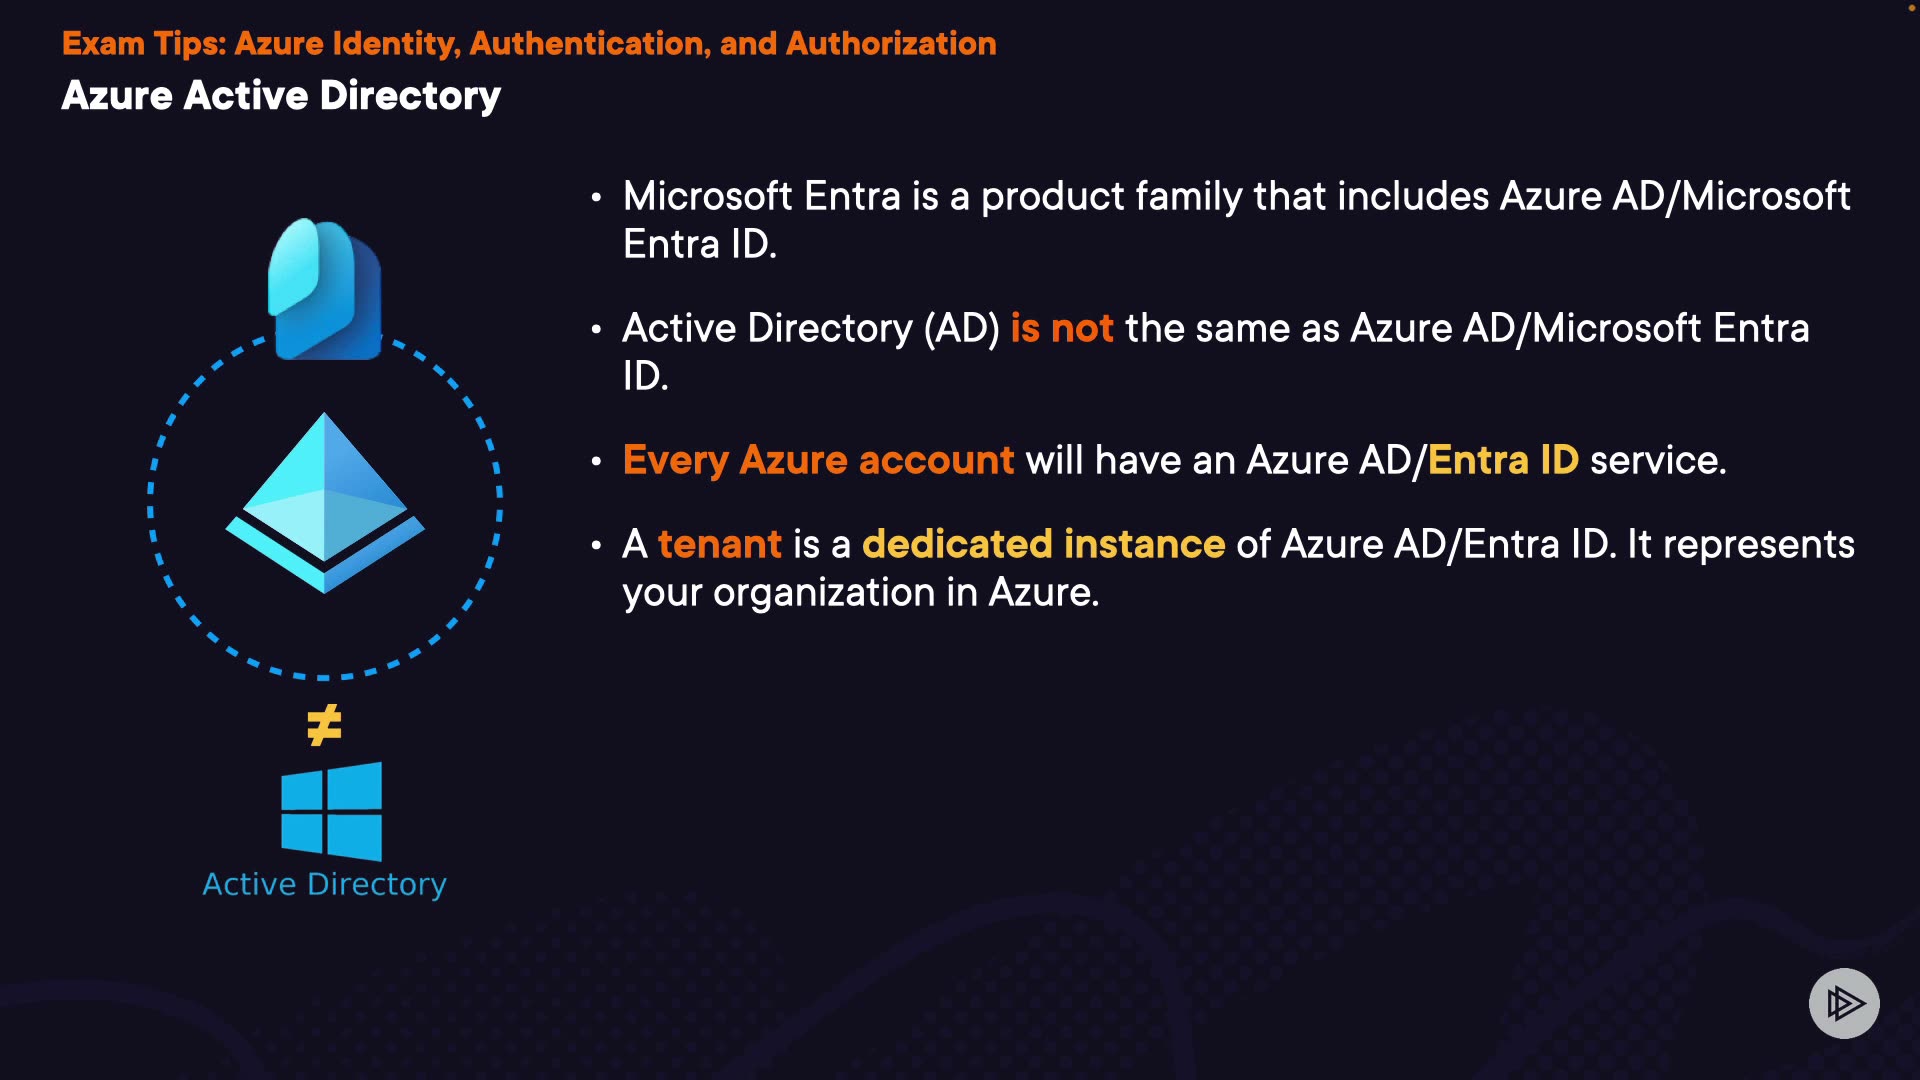 Exam Tips: Azure Identity, Authentication, and Authorization
Azure Active Directory
• Microsoft Entra is a product family that includes Azure AD/Microsoft
Entra ID.
• Active Directory (AD) is not the same as Azure AD/Microsoft Entra
ID.
• Every Azure account will have an Azure AD/Entra ID service.
• A tenant is a dedicated instance of Azure AD/Entra ID. It represents
your organization in Azure.
≠
Active Directory